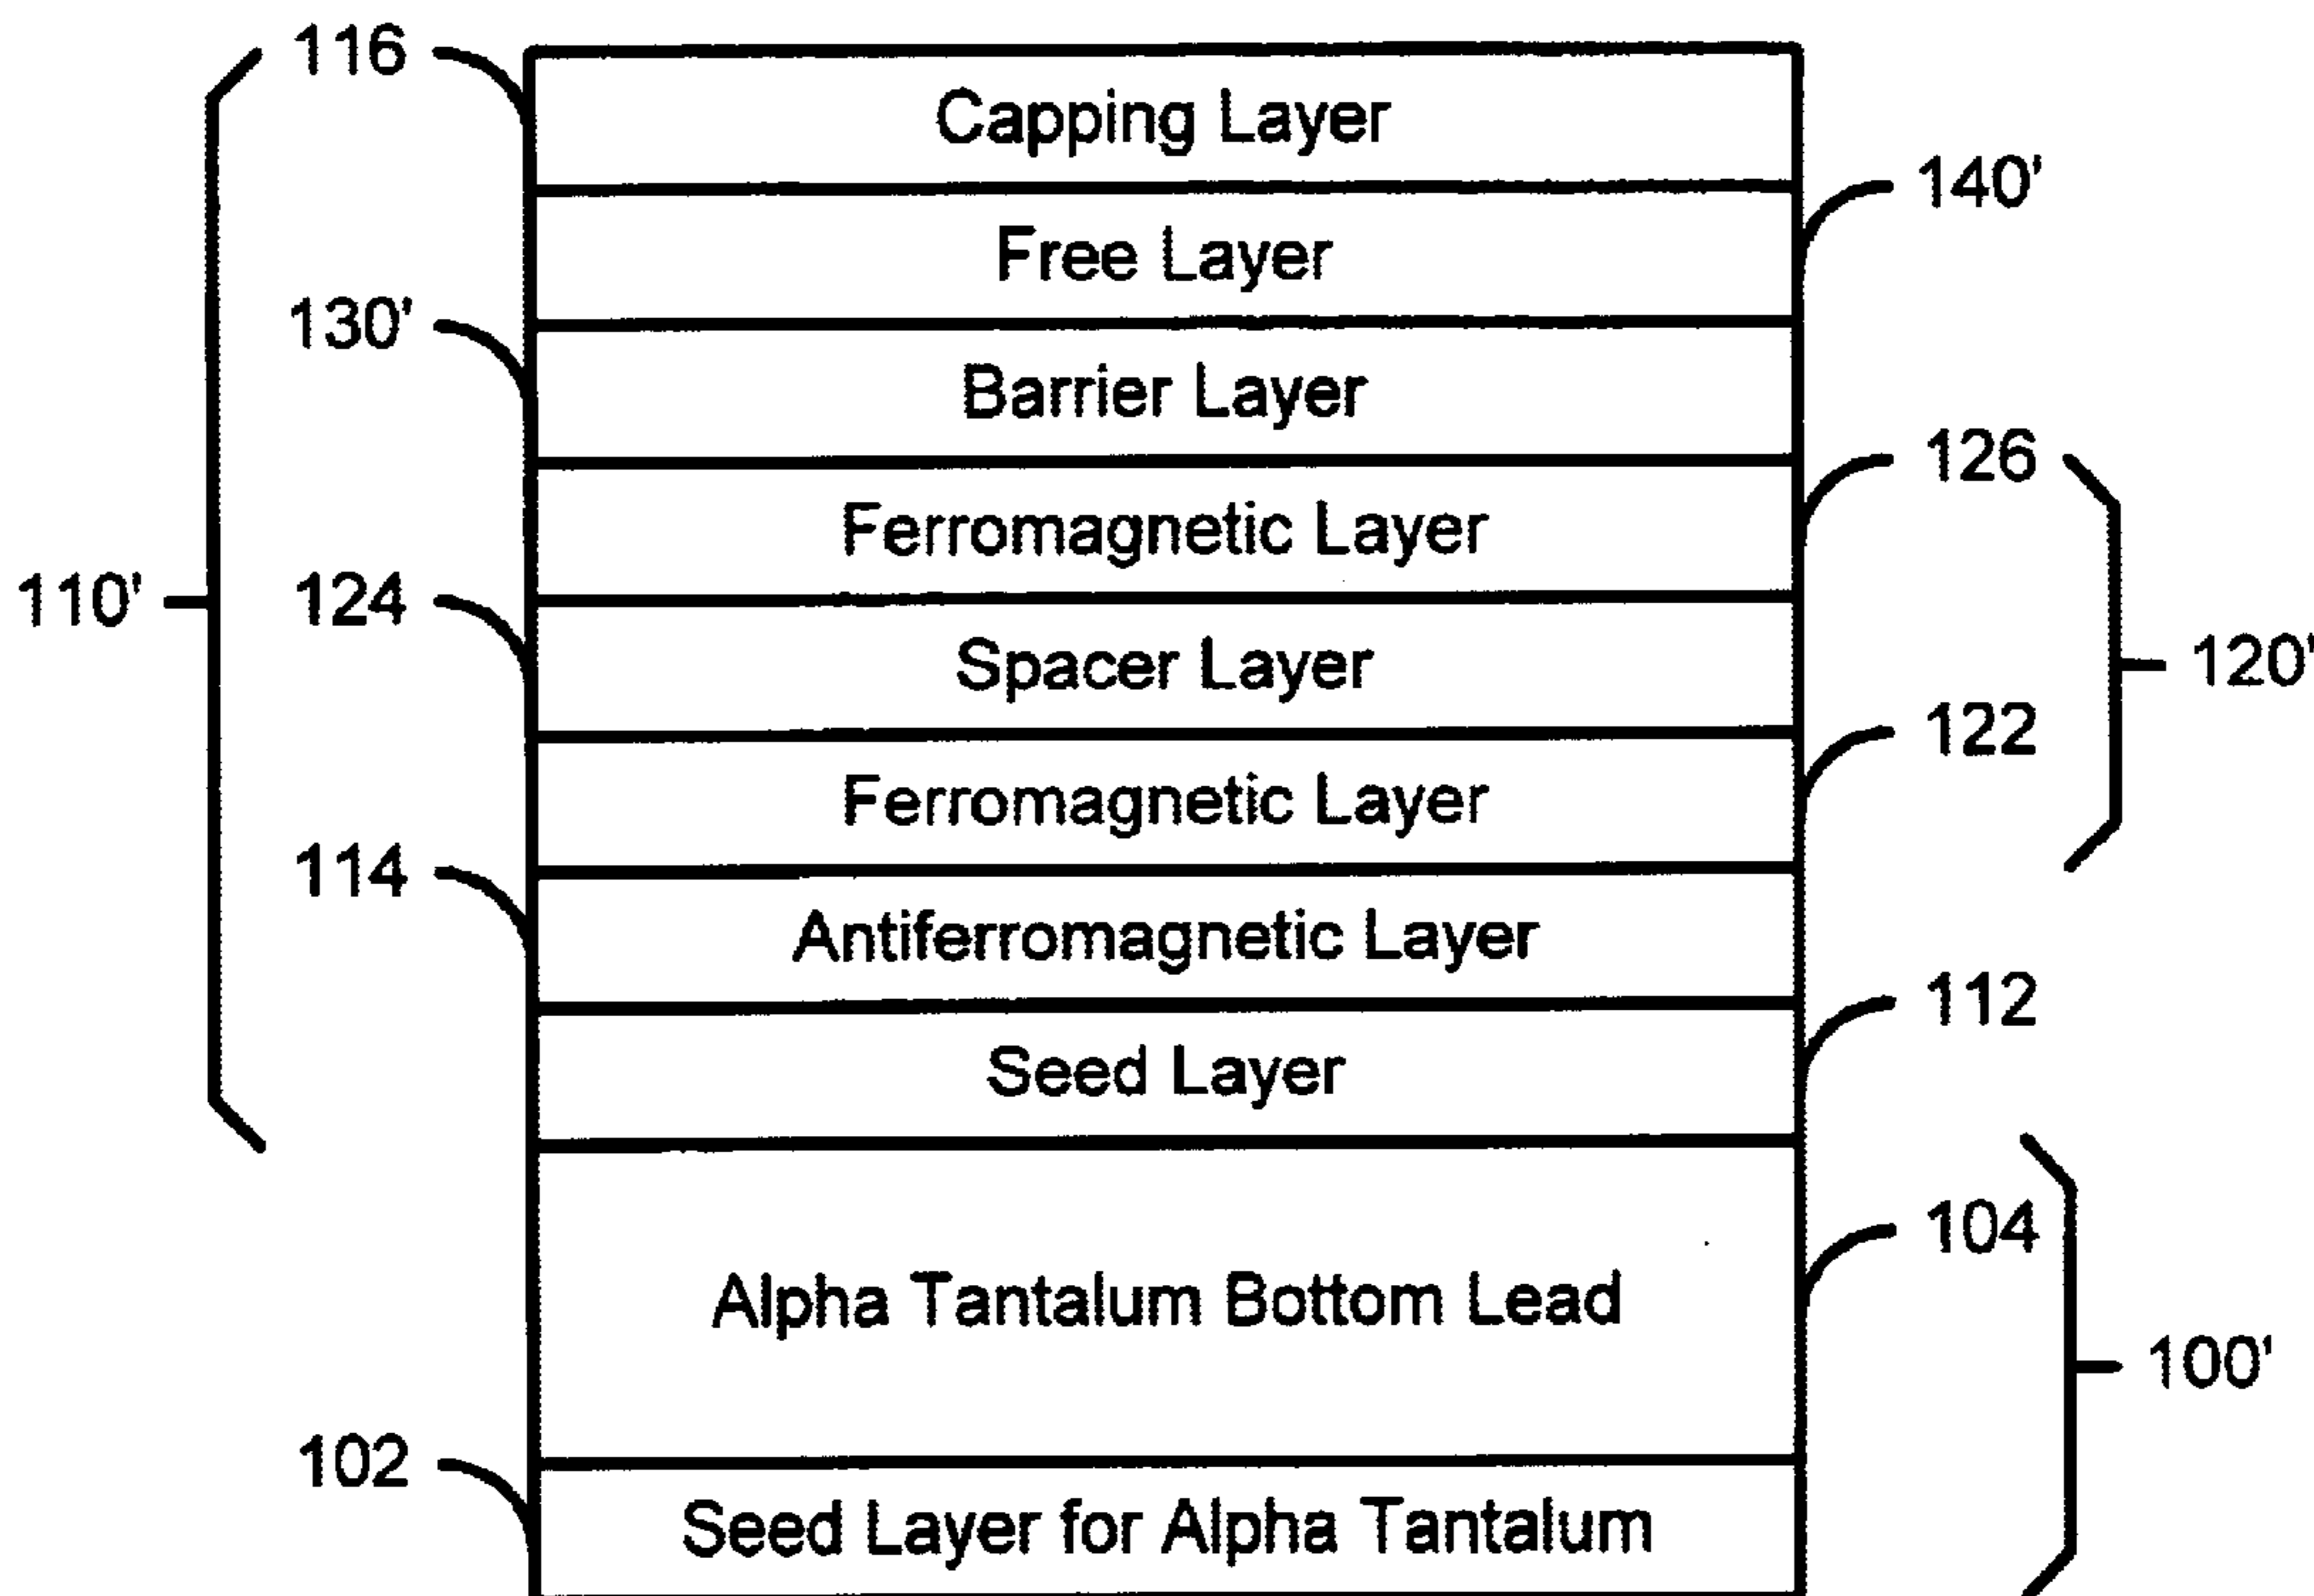 116
Capping Layer
140'
Free Layer
130'
Barrier Layer
126
Ferromagnetic Layer
110'
124
Spacer Layer
120'
122
Ferromagnetic Layer
114
Antiferromagnetic Layer
112
Seed Layer
104
Alpha Tantalum Bottom Lead
100'
102
Seed Layer for Alpha Tantalum